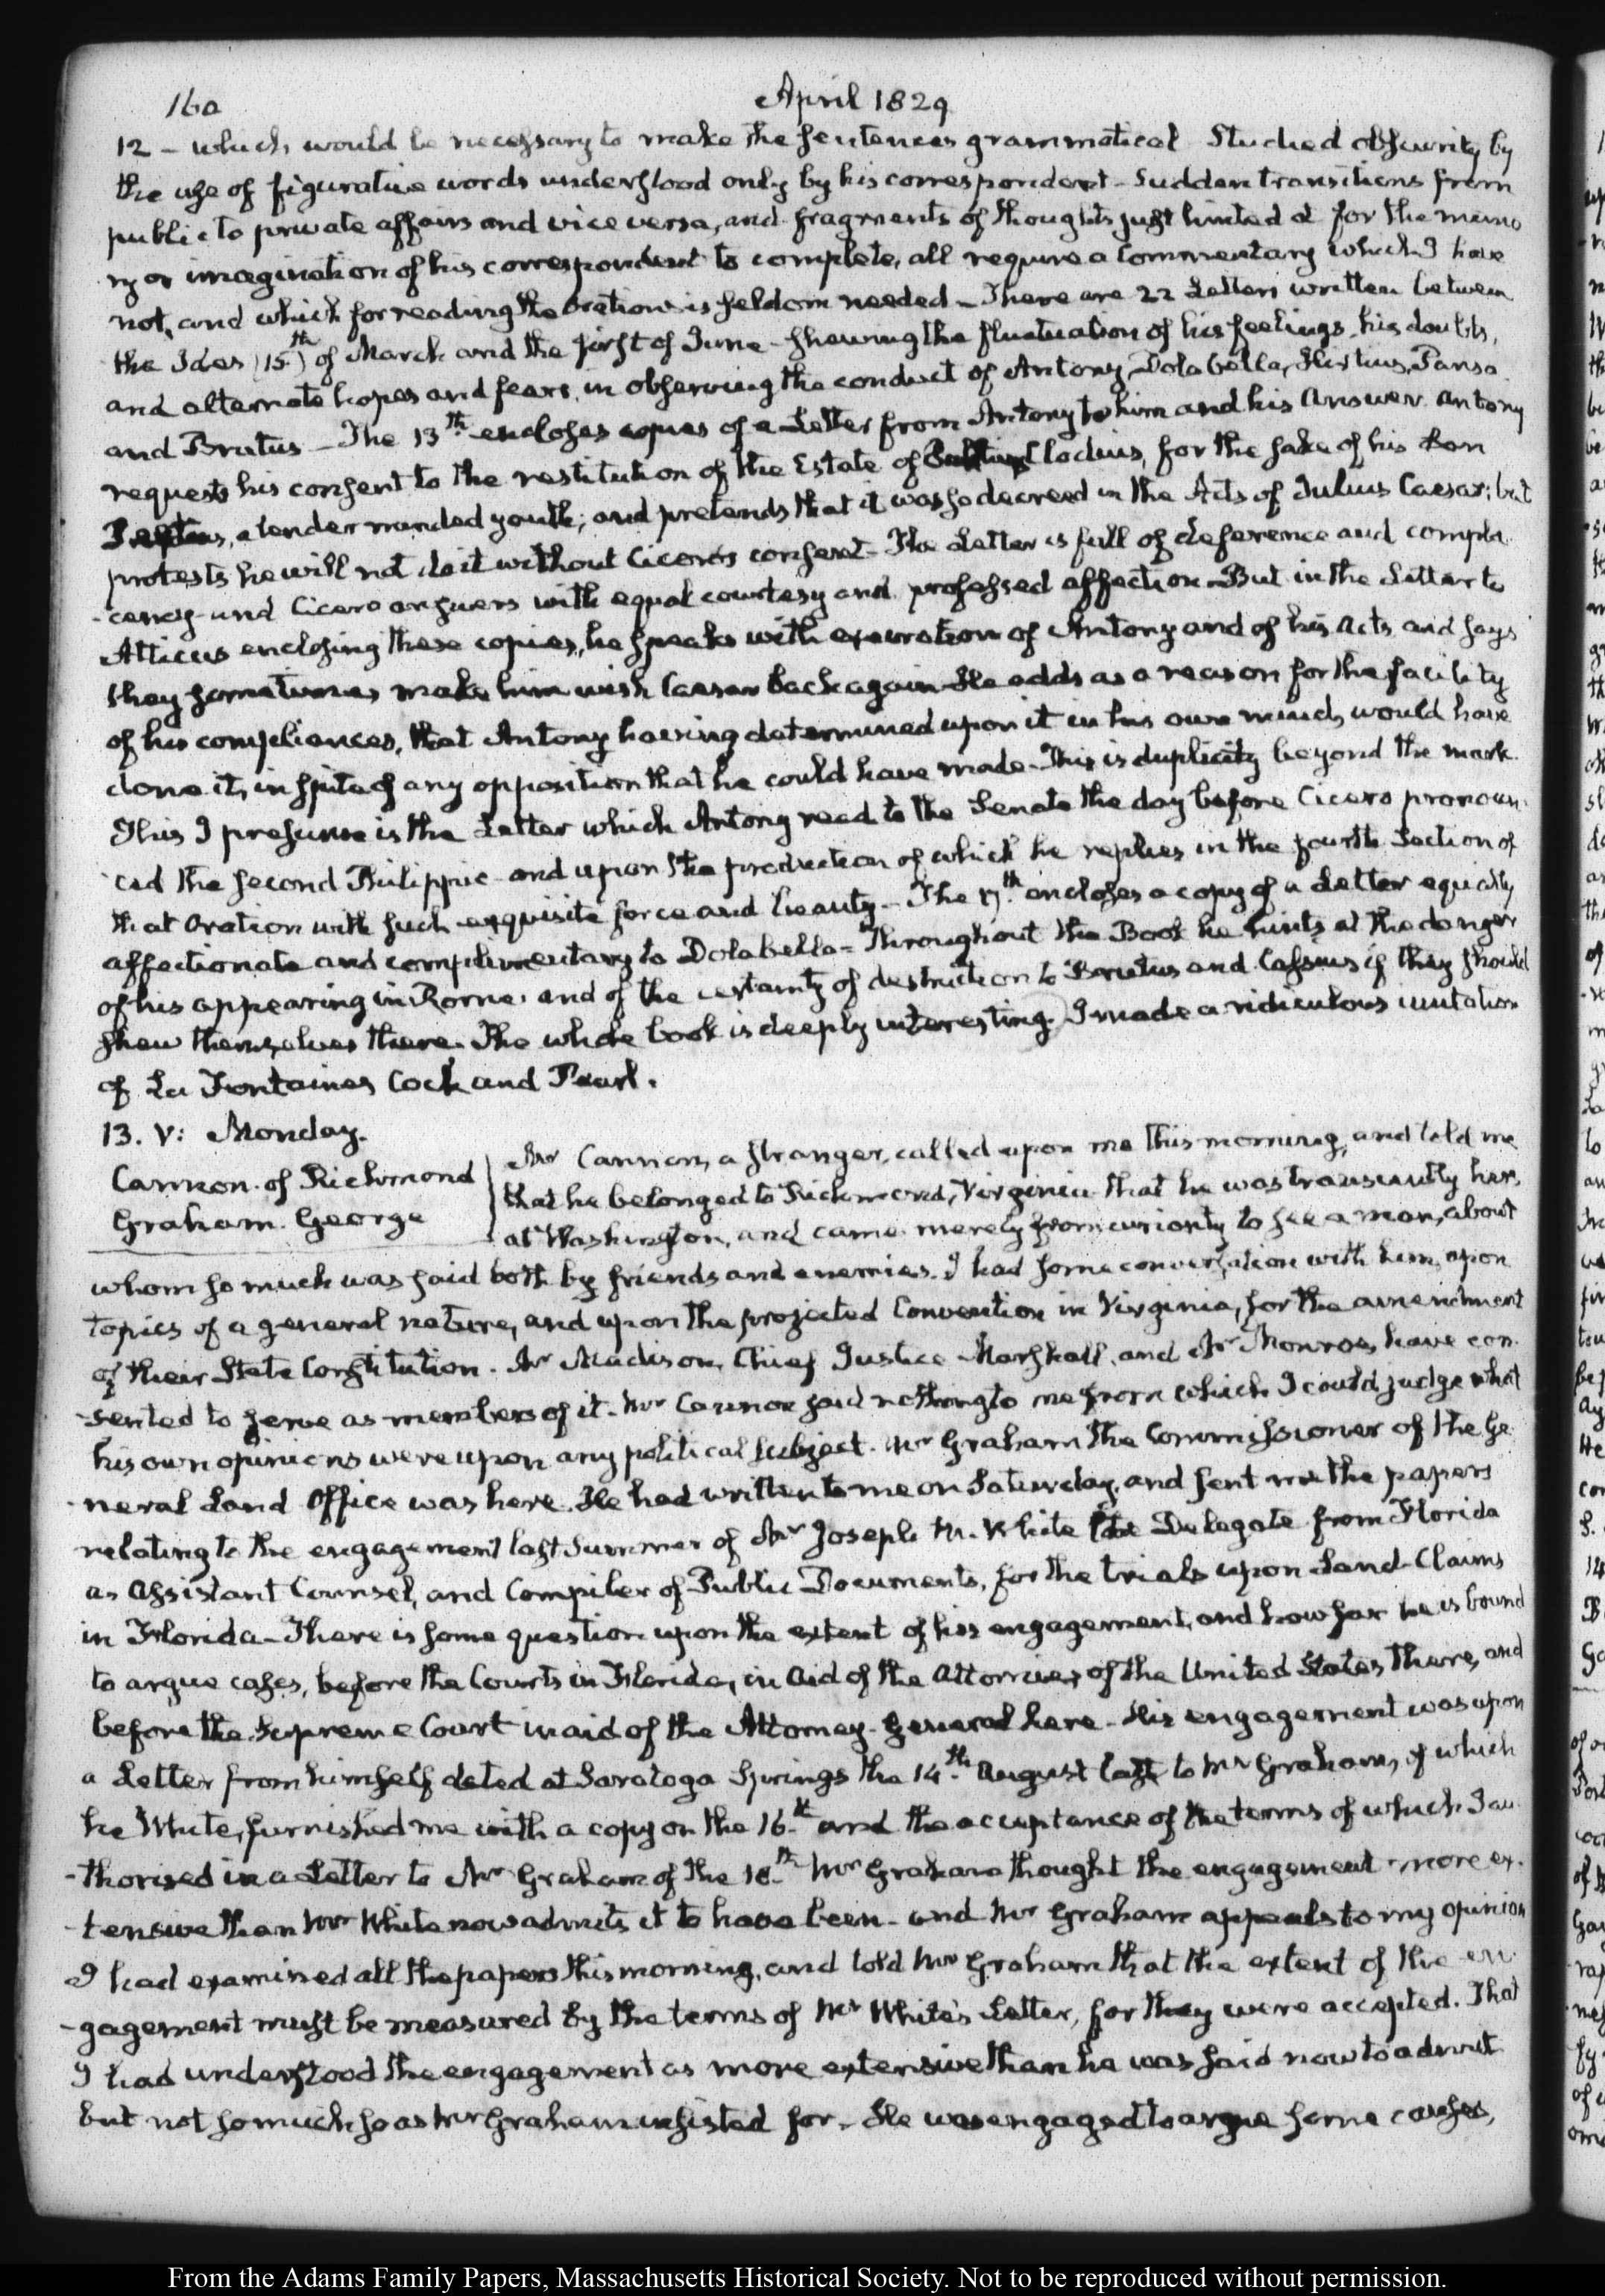 160
April 1829
12 – which would be necessary to make the sentences grammatical Studied obscurity by
the use of figurative words understood only by his correspondent – Sudden transitions from
public to private affairs and vice versa, and fragments of thoughts just hinted at for the memo
ry or imagination of his correspondent to complete, all require a Commentary which I have
not, and which for reading the Orations is seldom needed – There are 22 Letters written between
the Ides (15th) of March and the first of June – shewing the fluctuation of his feelings, his doubts,
and alternate hopes and fears, in observing the conduct of Antony, Dolabella, Hirtius, Pansa
and Brutus – The 13th encloses copies of a Letter from Antony to him and his Answer. Antony
requests his consent to the restitution of the Estate of Clodius, for the sake of his Son
a tender minded youth; and pretends that it was so decreed in the Acts of Julius Caesar; but
protests he will not do it without Cicero's consent – The Letter is full of deference and compla
-cency and Cicero answers with equal courtesy and professed affection – But in the Letter to
Atticus enclosing these copies, he speaks with execration of Antony and of his Acts, and says
they sometimes make him wish Caesar back again – He adds as a reason for the facility
of his compliances, that Antony having determined upon it in his own mind, would have
done it, in spite of any opposition that he could have made – This is duplicity beyond the mark.
This I presume is the Letter which Antony read to the Senate the day before Cicero pronoun-
-ced the second Philippic – and upon the production of which he replies in the fourth Section of
that Oration with such exquisite force and beauty – The 17th encloses a copy of a Letter equally
affectionate and complimentary to Dolabella – Throughout the Book he hints at the danger
of his appearing in Rome, and of the certainty of destruction to Brutus and Cassius if they should
shew themselves there. The whole book is deeply interesting. I made a ridiculous imitation
of La Fontaines Cock and Pearl.
13. V: Monday.
Cannon. of Richmond
Graham. George
Mr Cannon, a stranger, called upon me this morning, and told me
that he belonged to Richmond, Virginia that he was transiently here
at Washington, and came merely from curiosity to see a man, about
whom so much was said both by friends and enemies. I had some conversation with him, upon
topics of a general nature, and upon the projected Convention in Virginia, for the amendment
of their State Constitution. Mr Madison, Chief Justice Marshall, and Mr Monroe, have con-
-sented to serve as members of it. Mr Cannon said nothing to me from which I could judge what
his own opinions were upon any political subject. Mr Graham the Commissioner of the Ge
-neral Land Office was here. He had written to me on Saturday, and sent me the papers
relating to the engagement last Summer of Mr Joseph M. White the Delegate from Florida
as Assistant Counsel, and Compiler of Public Documents, for the trials upon Land Claims
in Florida – There is some question upon the extent of his engagement, and how far he is bound
to argue cases, before the Courts in Florida, in aid of the Attornies of the United States there, and
before the Supreme Court in aid of the Attorney-General here – His engagement was upon
a Letter from himself dated at Saratoga Springs the 14th August last to Mr Graham, of which
he White, furnished me with a copy on the 16th and the acceptance of the terms of which I au
-thorised in a Letter to Mr Graham of the 18th Mr Graham thought the engagement more ex-
-tensive than Mr White now admits it to have been – and Mr Graham appeals to my opinion
I had examined all the papers this morning, and told Mr Graham that the extent of the en
-gagement must be measured by the terms of Mr White's Letter, for they were accepted. That
I had understood the engagement as more extensive than he was said now to admit
but not so much so as Mr Graham insisted for. He was engaged to argue some causes,
From the Adams Family Papers, Massachusetts Historical Society. Not to be reproduced without permission.